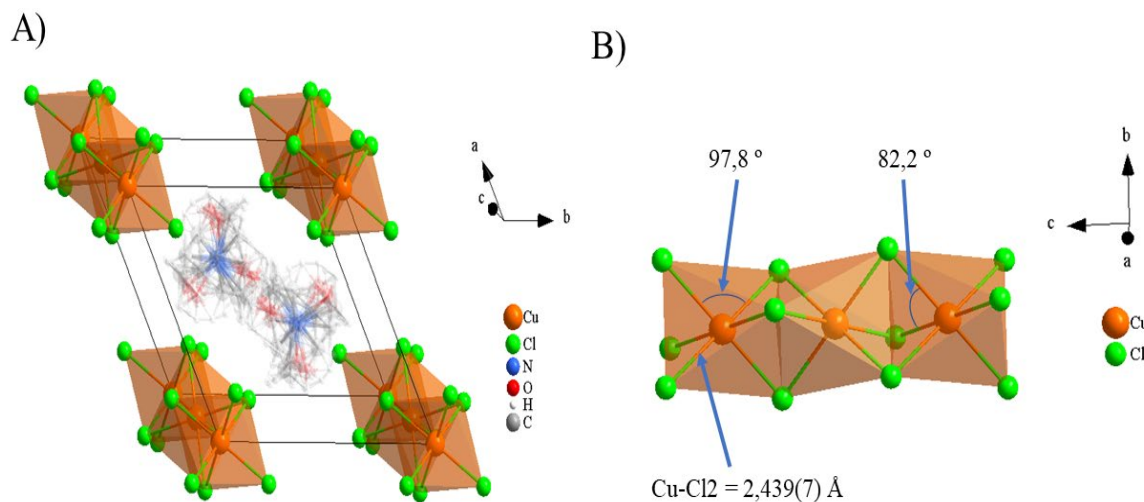 A)
a
c
b
Cu
Cl
N
O
H
C
B)
97,8 º
82,2 º
b
c
a
Cu
Cl
Cu-Cl2 = 2,439(7) Å